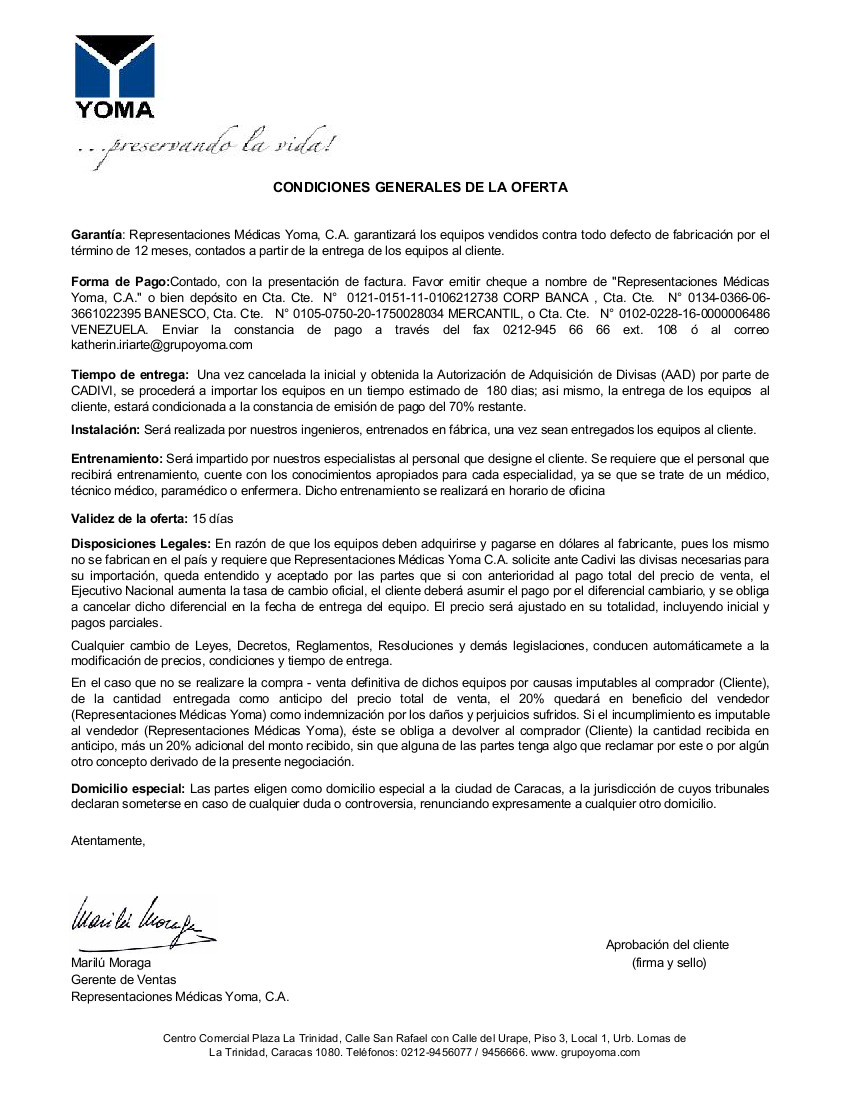 YOMA
...preservando la vida!
CONDICIONES GENERALES DE LA OFERTA
Garantía: Representaciones Médicas Yoma, C.A. garantizará los equipos vendidos contra todo defecto de fabricación por el
término de 12 meses, contados a partir de la entrega de los equipos al cliente.
Forma de Pago:Contado, con la presentación de factura. Favor emitir cheque a nombre de "Representaciones Médicas
Yoma, C.A." o bien depósito en Cta. Cte. N° 0121-0151-11-0106212738 CORP BANCA , Cta. Cte. N° 0134-0366-06-
3661022395 BANESCO, Cta. Cte. N° 0105-0750-20-1750028034 MERCANTIL, o Cta. Cte. N° 0102-0228-16-0000006486
VENEZUELA. Enviar la constancia de pago a través del fax 0212-945 66 66 ext. 108 ó al correo
katherin.iriarte@grupoyoma.com
Tiempo de entrega: Una vez cancelada la inicial y obtenida la Autorización de Adquisición de Divisas (AAD) por parte de
CADIVI, se procederá a importar los equipos en un tiempo estimado de 180 dias; asi mismo, la entrega de los equipos al
cliente, estará condicionada a la constancia de emisión de pago del 70% restante.
Instalación: Será realizada por nuestros ingenieros, entrenados en fábrica, una vez sean entregados los equipos al cliente.
Entrenamiento: Será impartido por nuestros especialistas al personal que designe el cliente. Se requiere que el personal que
recibirá entrenamiento, cuente con los conocimientos apropiados para cada especialidad, ya se que se trate de un médico,
técnico médico, paramédico o enfermera. Dicho entrenamiento se realizará en horario de oficina
Validez de la oferta: 15 días
Disposiciones Legales: En razón de que los equipos deben adquirirse y pagarse en dólares al fabricante, pues los mismo
no se fabrican en el país y requiere que Representaciones Médicas Yoma C.A. solicite ante Cadivi las divisas necesarias para
su importación, queda entendido y aceptado por las partes que si con anterioridad al pago total del precio de venta, el
Ejecutivo Nacional aumenta la tasa de cambio oficial, el cliente deberá asumir el pago por el diferencial cambiario, y se obliga
a cancelar dicho diferencial en la fecha de entrega del equipo. El precio será ajustado en su totalidad, incluyendo inicial y
pagos parciales.
Cualquier cambio de Leyes, Decretos, Reglamentos, Resoluciones y demás legislaciones, conducen automáticamete a la
modificación de precios, condiciones y tiempo de entrega.
En el caso que no se realizare la compra - venta definitiva de dichos equipos por causas imputables al comprador (Cliente),
de la cantidad entregada como anticipo del precio total de venta, el 20% quedará en beneficio del vendedor
(Representaciones Médicas Yoma) como indemnización por los daños y perjuicios sufridos. Si el incumplimiento es imputable
al vendedor (Representaciones Médicas Yoma), éste se obliga a devolver al comprador (Cliente) la cantidad recibida en
anticipo, más un 20% adicional del monto recibido, sin que alguna de las partes tenga algo que reclamar por este o por algún
otro concepto derivado de la presente negociación.
Domicilio especial: Las partes eligen como domicilio especial a la ciudad de Caracas, a la jurisdicción de cuyos tribunales
declaran someterse en caso de cualquier duda o controversia, renunciando expresamente a cualquier otro domicilio.
Atentamente,
Marilú Moraga
Aprobación del cliente
Marilú Moraga
(firma y sello)
Gerente de Ventas
Representaciones Médicas Yoma, C.A.
Centro Comercial Plaza La Trinidad, Calle San Rafael con Calle del Urape, Piso 3, Local 1, Urb. Lomas de
La Trinidad, Caracas 1080. Teléfonos: 0212-9456077 / 9456666. www. grupoyoma.com